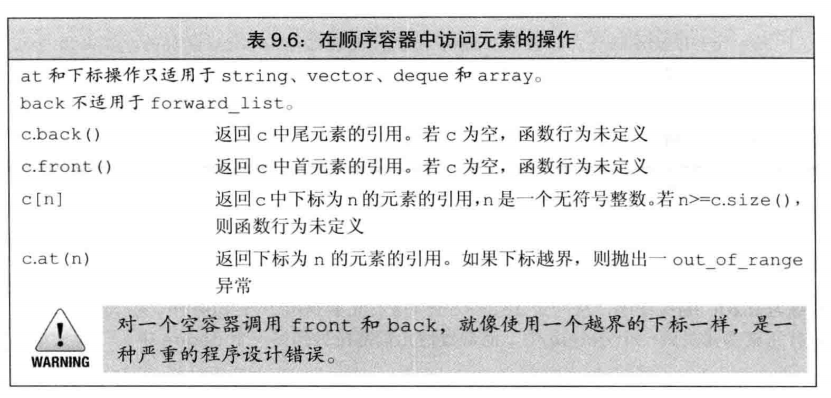 表 9.6：在顺序容器中访问元素的操作
at 和下标操作只适用于 string、vector、deque 和 array。
back 不适用于 forward_list。
c.back() 返回 c 中尾元素的引用。若 c 为空，函数行为未定义
c.front() 返回 c 中首元素的引用。若 c 为空，函数行为未定义
c[n] 返回 c 中下标为 n 的元素的引用，n 是一个无符号整数。若 n>=c.size()，
则函数行为未定义
c.at(n) 返回下标为 n 的元素的引用。如果下标越界，则抛出一 out_of_range
异常
对一个空容器调用 front 和 back，就像使用一个越界的下标一样，是一
WARNING
种严重的程序设计错误。